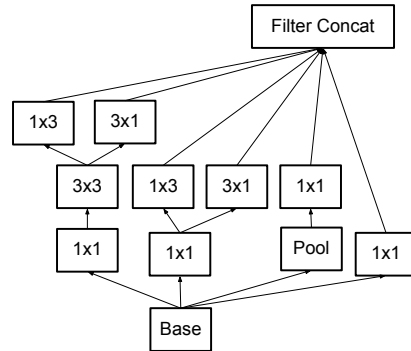 Filter Concat
1x3 3x1
3x3 1x3 3x1 1x1
1x1 1x1 Pool 1x1
Base